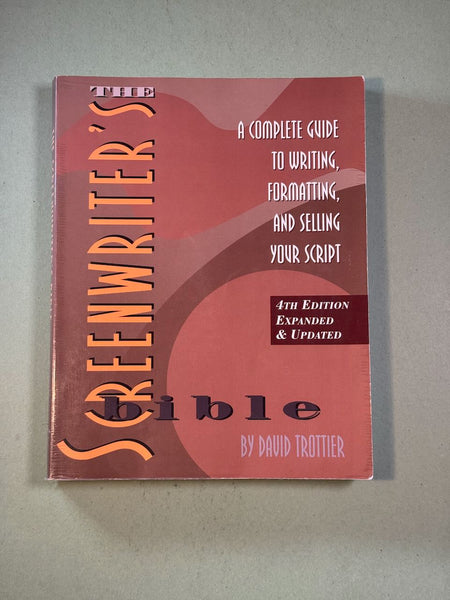 THE
SCREENWRITER'S
bible
A COMPLETE GUIDE
TO WRITING,
FORMATTING,
AND SELLING
YOUR SCRIPT
4TH EDITION
EXPANDED
& UPDATED
BY DAVID TROTTIER